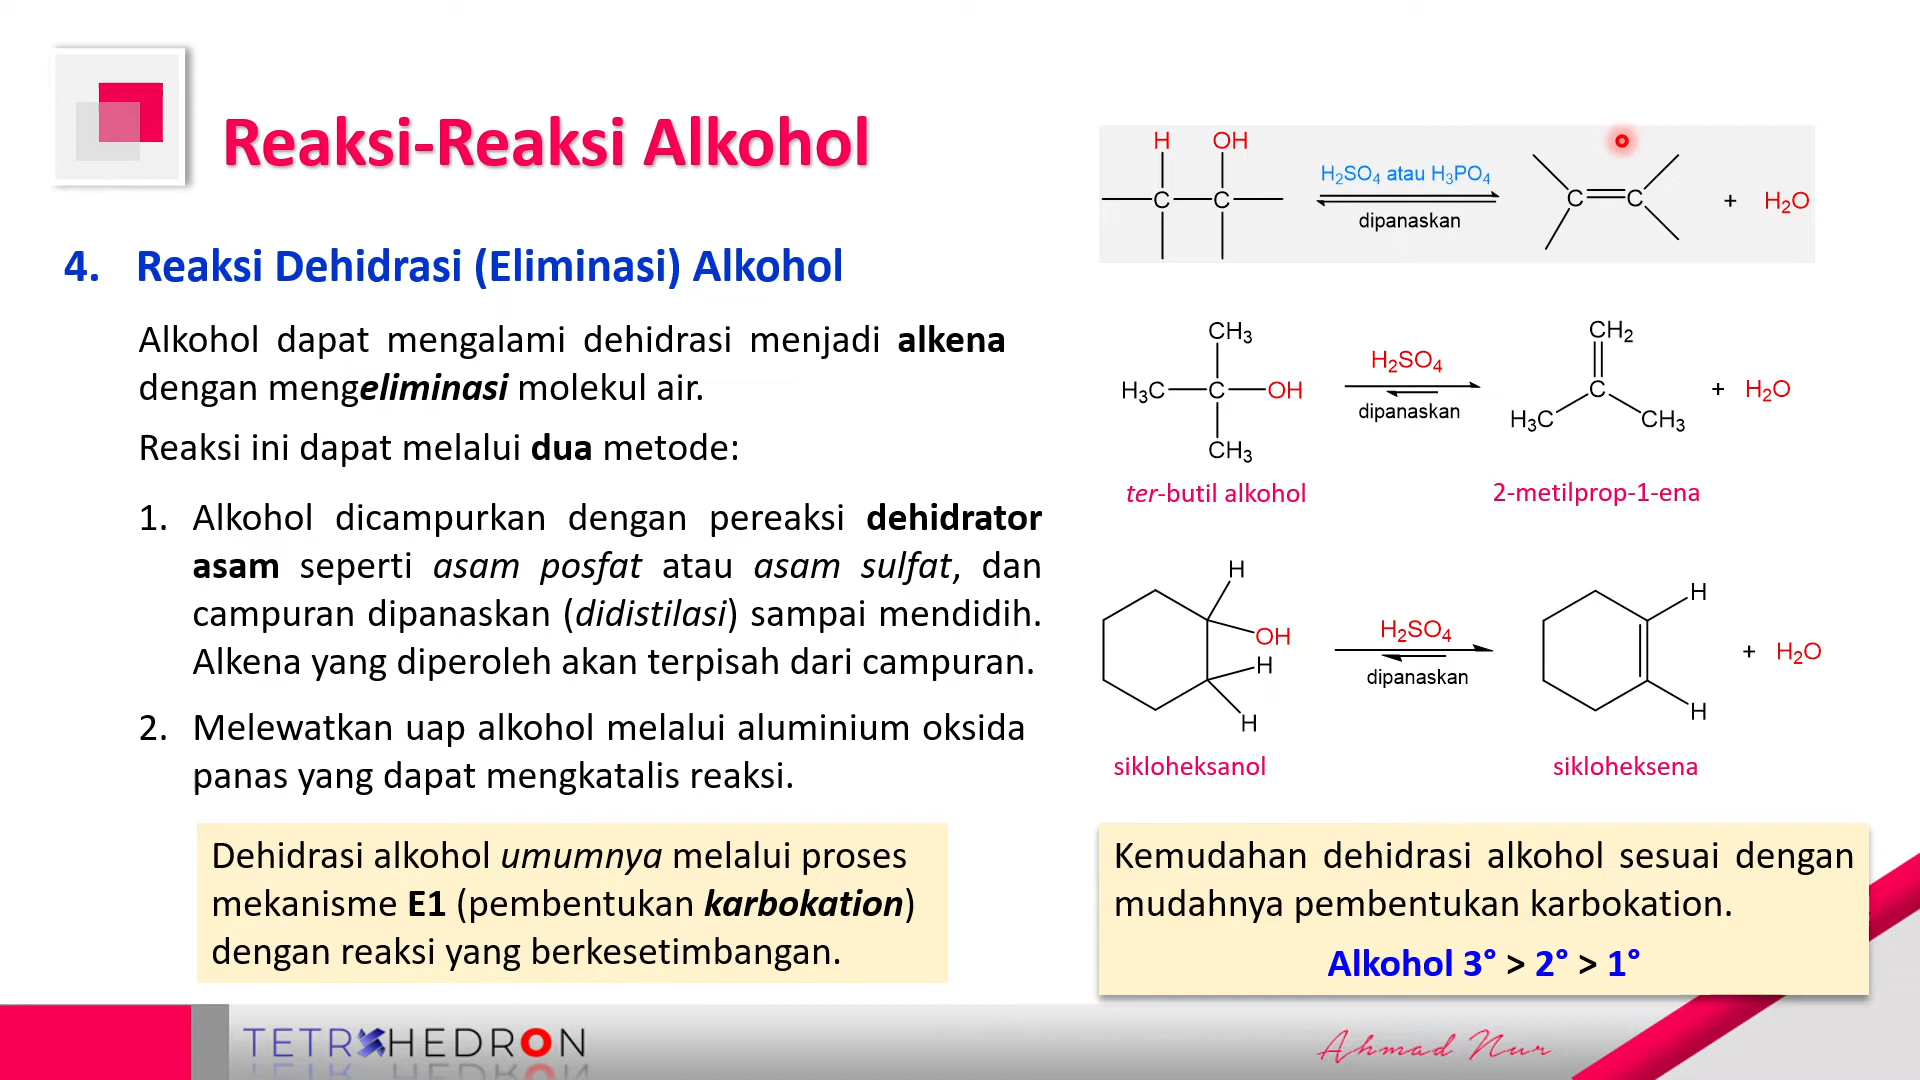 Reaksi-Reaksi Alkohol
4. Reaksi Dehidrasi (Eliminasi) Alkohol
Alkohol dapat mengalami dehidrasi menjadi alkena
dengan mengeliminasi molekul air.
Reaksi ini dapat melalui dua metode:
1. Alkohol dicampurkan dengan pereaksi dehidrator
asam seperti asam posfat atau asam sulfat, dan
campuran dipanaskan (didistilasi) sampai mendidih.
Alkena yang diperoleh akan terpisah dari campuran.
2. Melewatkan uap alkohol melalui aluminium oksida
panas yang dapat mengkatalis reaksi.
Dehidrasi alkohol umumnya melalui proses
mekanisme E1 (pembentukan karbokation)
dengan reaksi yang berkesetimbangan.
H OH
H₂SO₄ atau H₃PO₄
C C C C + H₂O
dipanaskan
CH₃ CH₂
H₂SO₄
H₃C C OH C + H₂O
dipanaskan
H₃C CH₃
CH₃
ter-butil alkohol 2-metilprop-1-ena
H H
H₂SO₄
OH
H + H₂O
dipanaskan
H H
sikloheksanol sikloheksena
Kemudahan dehidrasi alkohol sesuai dengan
mudahnya pembentukan karbokation.
Alkohol 3° > 2° > 1°
TETRAHEDRON
Ahmad Nur